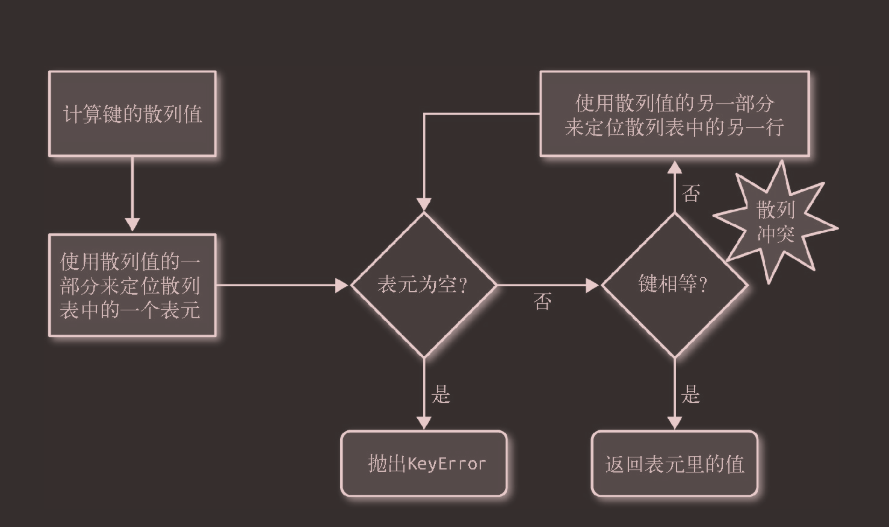 计算键的散列值
使用散列值的另一部分
来定位散列表中的另一行
否
散列
冲突
使用散列值的一
部分来定位散列
表中的一个表元
表元为空?
否
键相等?
是
是
抛出KeyError
返回表元里的值